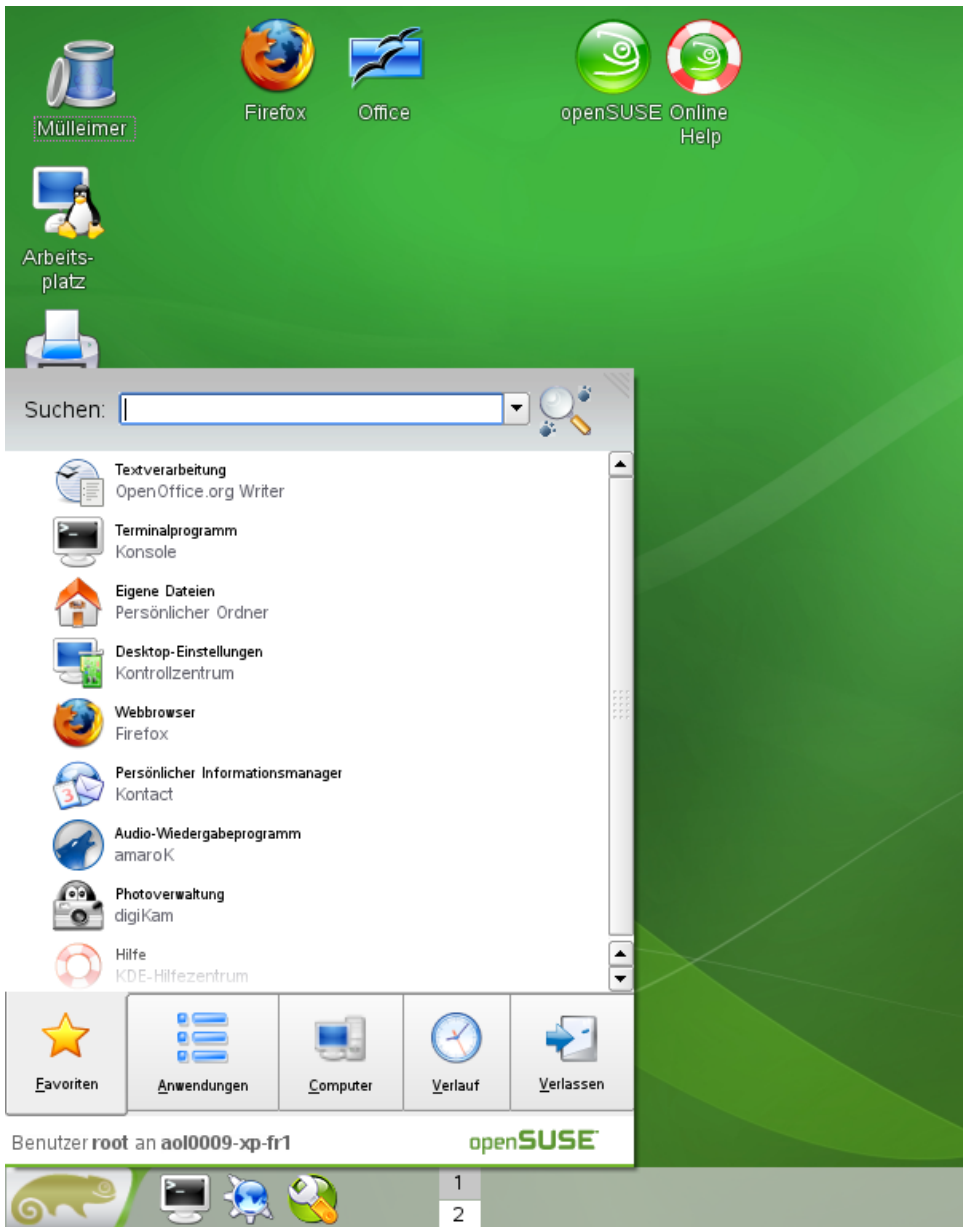 Mülleimer
Firefox
Office
openSUSE
Online
Help
Arbeits-
platz
Suchen:
Textverarbeitung
OpenOffice.org Writer
Terminalprogramm
Konsole
Eigene Dateien
Persönlicher Ordner
Desktop-Einstellungen
Kontrollzentrum
Webbrowser
Firefox
Persönlicher Informationsmanager
Kontact
Audio-Wiedergabeprogramm
amaroK
Photoverwaltung
digiKam
Hilfe
KDE-Hilfezentrum
Favoriten
Anwendungen
Computer
Verlauf
Verlassen
Benutzer root an aol0009-xp-fr1
openSUSE
1
2